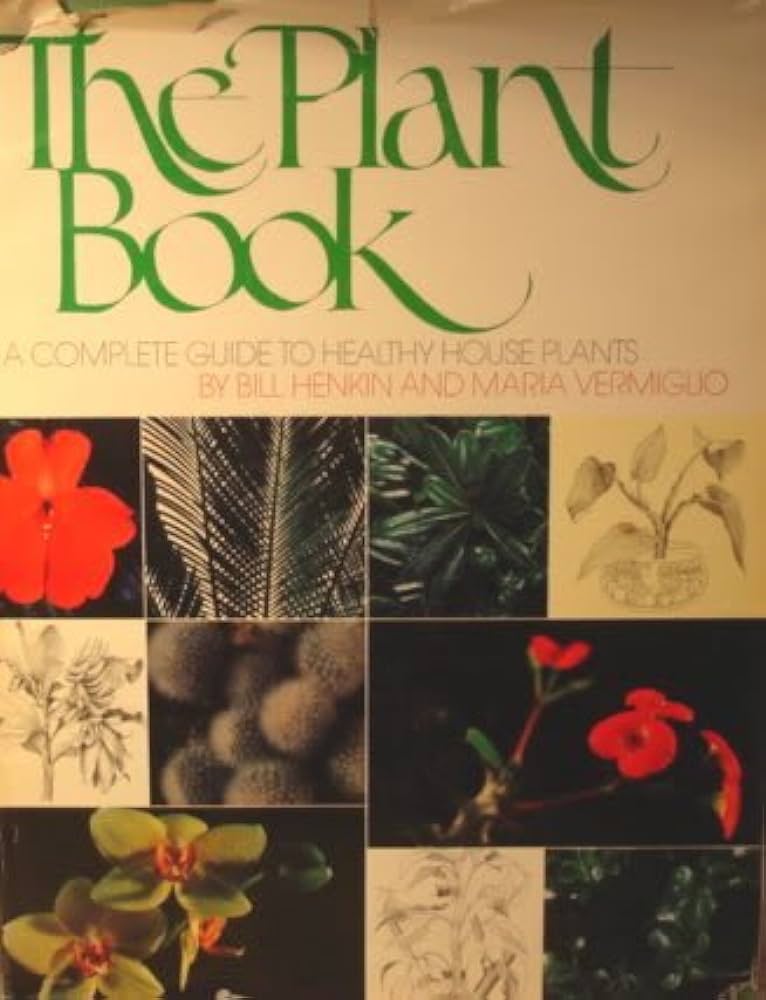 The Plant
Book
A COMPLETE GUIDE TO HEALTHY HOUSE PLANTS
BY BILL HENKIN AND MARIA VERMIGLIO